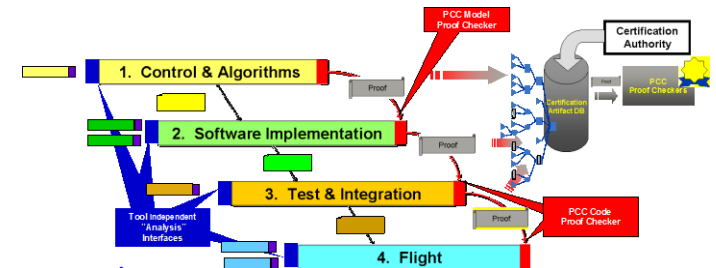 PCC Model
Proof Checker
Certification
Authority
1. Control & Algorithms
Proof
Proof
PCC
Proof Checkers
Certification
Artifact DB
2. Software Implementation
Proof
3. Test & Integration
Tool Independent
"Analysis"
Interfaces
Proof
PCC Code
Proof Checker
4. Flight